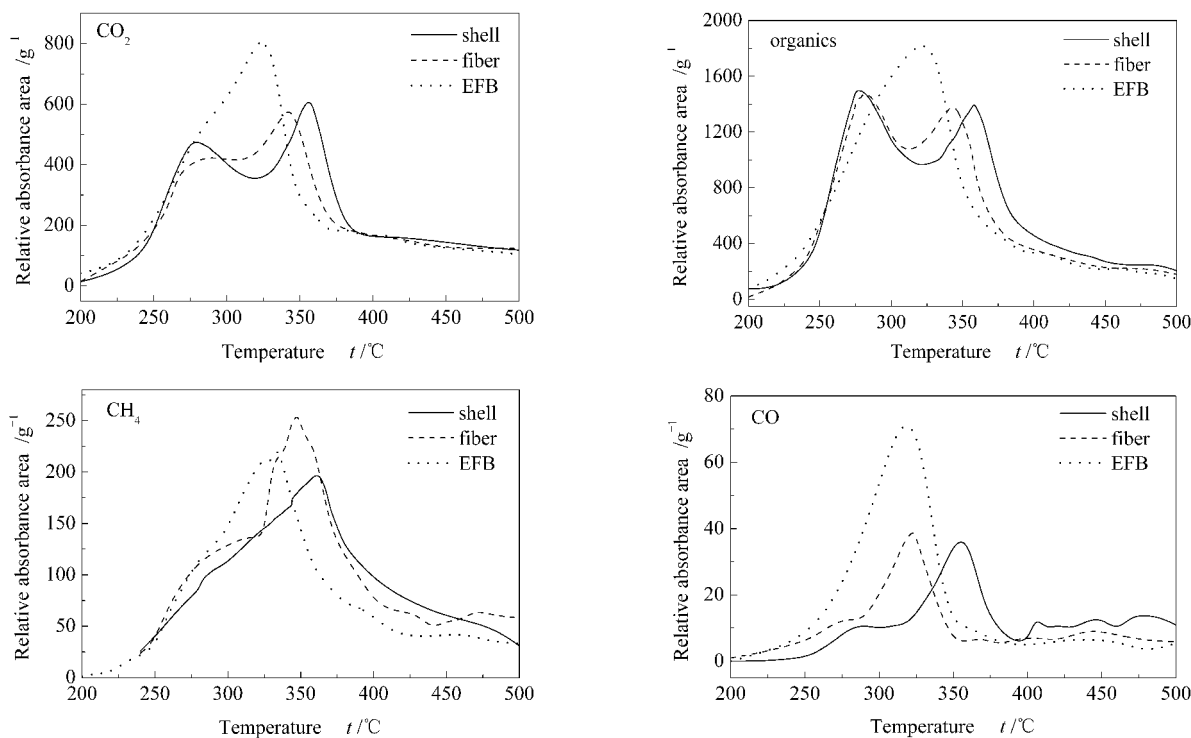 CO₂
shell
fiber
EFB
800
600
400
200
0
Relative absorbance area /g⁻¹
200 250 300 350 400 450 500
Temperature t /℃
organics
shell
fiber
EFB
2000
1600
1200
800
400
0
Relative absorbance area /g⁻¹
200 250 300 350 400 450 500
Temperature t /℃
CH₄
shell
fiber
EFB
250
200
150
100
50
0
Relative absorbance area /g⁻¹
200 250 300 350 400 450 500
Temperature t /℃
CO
shell
fiber
EFB
80
60
40
20
0
Relative absorbance area /g⁻¹
200 250 300 350 400 450 500
Temperature t /℃